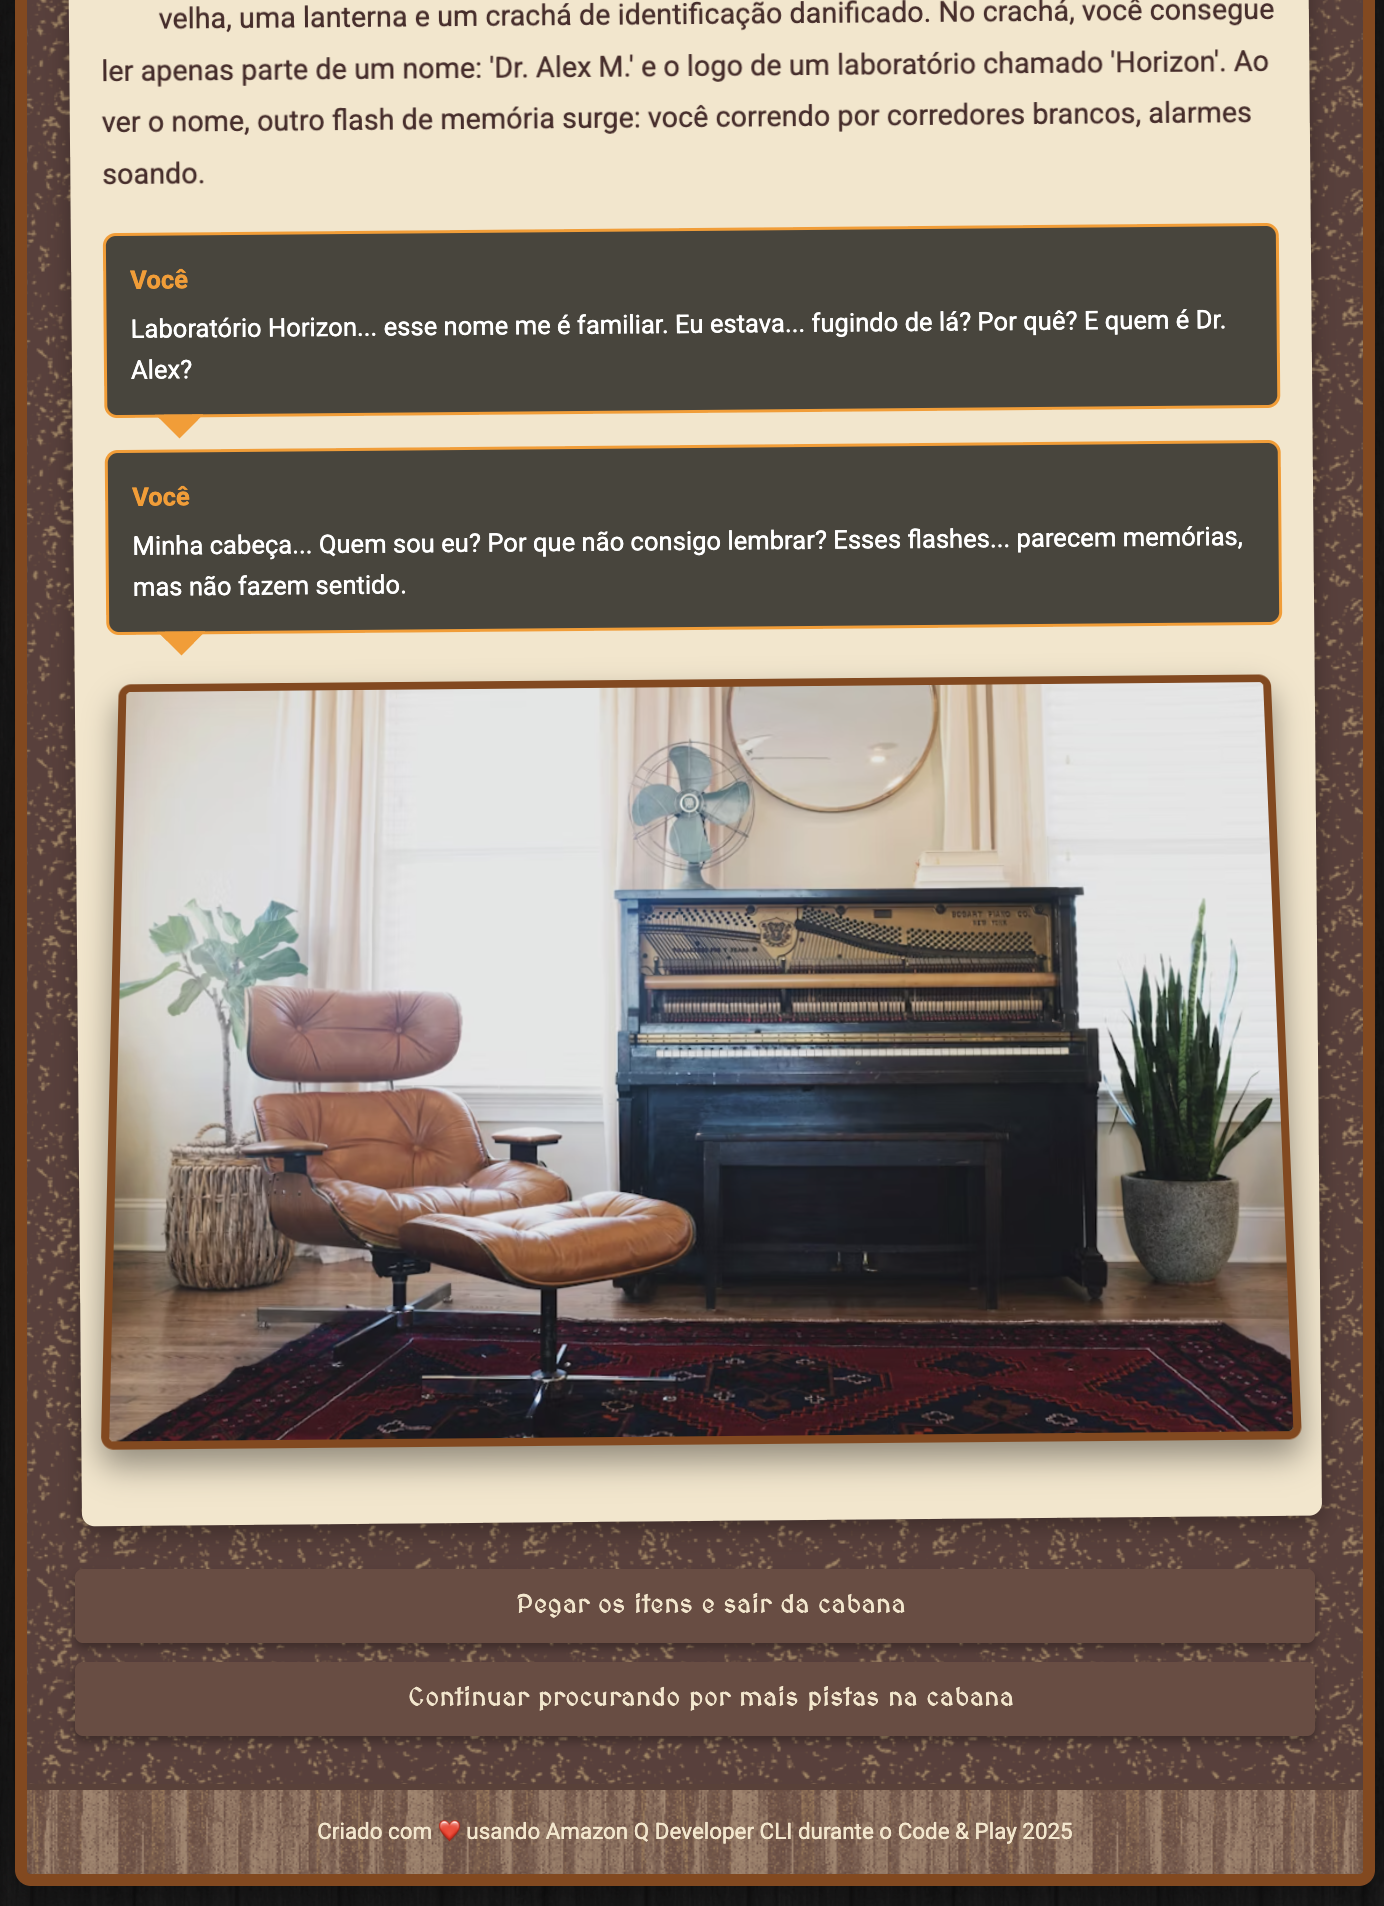 velha, uma lanterna e um crachá de identificação danificado. No crachá, você consegue
ler apenas parte de um nome: 'Dr. Alex M.' e o logo de um laboratório chamado 'Horizon'. Ao
ver o nome, outro flash de memória surge: você correndo por corredores brancos, alarmes
soando.
Você
Laboratório Horizon... esse nome me é familiar. Eu estava... fugindo de lá? Por quê? E quem é Dr.
Alex?
Você
Minha cabeça... Quem sou eu? Por que não consigo lembrar? Esses flashes... parecem memórias,
mas não fazem sentido.
BOGART PIANO CO.
NEW YORK
Pegar os itens e sair da cabana
Continuar procurando por mais pistas na cabana
Criado com ❤️ usando Amazon Q Developer CLI durante o Code & Play 2025